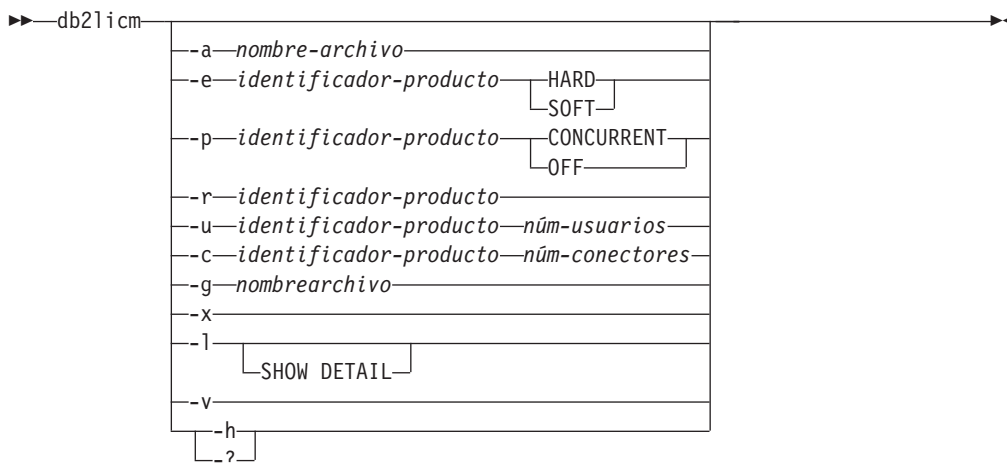 db2licm
-a nombre-archivo
-e identificador-producto HARD
SOFT
-p identificador-producto CONCURRENT
OFF
-r identificador-producto
-u identificador-producto núm-usuarios
-c identificador-producto núm-conectores
-g nombrearchivo
-x
-l
SHOW DETAIL
-v
-h
-?